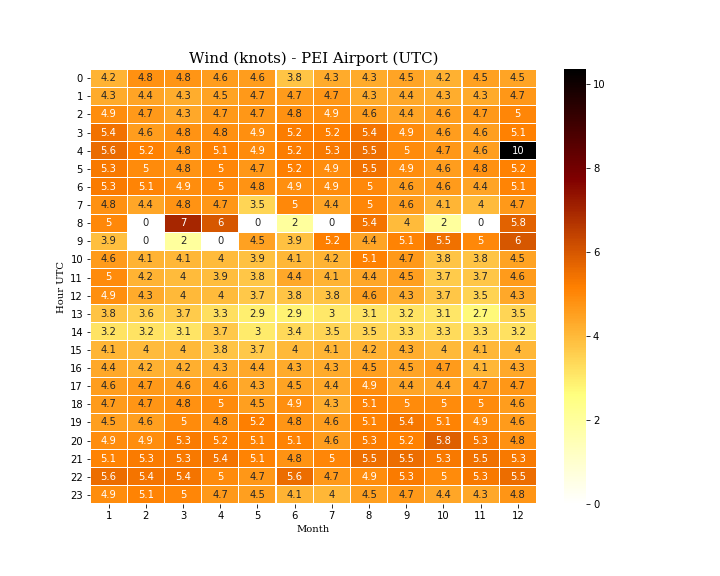 Wind (knots) - PEI Airport (UTC)
0 4.2 4.8 4.8 4.6 4.6 3.8 4.3 4.3 4.5 4.2 4.5 4.5
1 4.3 4.4 4.3 4.5 4.7 4.7 4.7 4.3 4.4 4.3 4.3 4.7
2 4.9 4.7 4.3 4.7 4.7 4.8 4.9 4.6 4.4 4.6 4.7 5
3 5.4 4.6 4.8 4.8 4.9 5.2 5.2 5.4 4.9 4.6 4.6 5.1
4 5.6 5.2 4.8 5.1 4.9 5.2 5.3 5.5 5 4.7 4.6 10
5 5.3 5 4.8 5 4.7 5.2 4.9 5.5 4.9 4.6 4.8 5.2
6 5.3 5.1 4.9 5 4.8 4.9 4.9 5 4.6 4.6 4.4 5.1
7 4.8 4.4 4.8 4.7 3.5 5 4.4 5 4.6 4.1 4 4.7
8 5 0 7 6 0 2 0 5.4 4 2 0 5.8
9 3.9 0 2 0 4.5 3.9 5.2 4.4 5.1 5.5 5 6
10 4.6 4.1 4.1 4 3.9 4.1 4.2 5.1 4.7 3.8 3.8 4.5
11 5 4.2 4 3.9 3.8 4.4 4.1 4.4 4.5 3.7 3.7 4.6
12 4.9 4.3 4 4 3.7 3.8 3.8 4.6 4.3 3.7 3.5 4.3
13 3.8 3.6 3.7 3.3 2.9 2.9 3 3.1 3.2 3.1 2.7 3.5
14 3.2 3.2 3.1 3.7 3 3.4 3.5 3.5 3.3 3.3 3.3 3.2
15 4.1 4 4 3.8 3.7 4 4.1 4.2 4.3 4 4.1 4
16 4.4 4.2 4.2 4.3 4.4 4.3 4.3 4.5 4.5 4.7 4.1 4.3
17 4.6 4.7 4.6 4.6 4.3 4.5 4.4 4.9 4.4 4.4 4.7 4.7
18 4.7 4.7 4.8 5 4.5 4.9 4.3 5.1 5 5 5 4.6
19 4.5 4.6 5 4.8 5.2 4.8 4.6 5.1 5.4 5.1 4.9 4.6
20 4.9 4.9 5.3 5.2 5.1 5.1 4.6 5.3 5.2 5.8 5.3 4.8
21 5.1 5.3 5.3 5.4 5.1 4.8 5 5.5 5.5 5.3 5.5 5.3
22 5.6 5.4 5.4 5 4.7 5.6 4.7 4.9 5.3 5 5.3 5.5
23 4.9 5.1 5 4.7 4.5 4.1 4 4.5 4.7 4.4 4.3 4.8
1 2 3 4 5 6 7 8 9 10 11 12
Month
Hour UTC
10
8
6
4
2
0